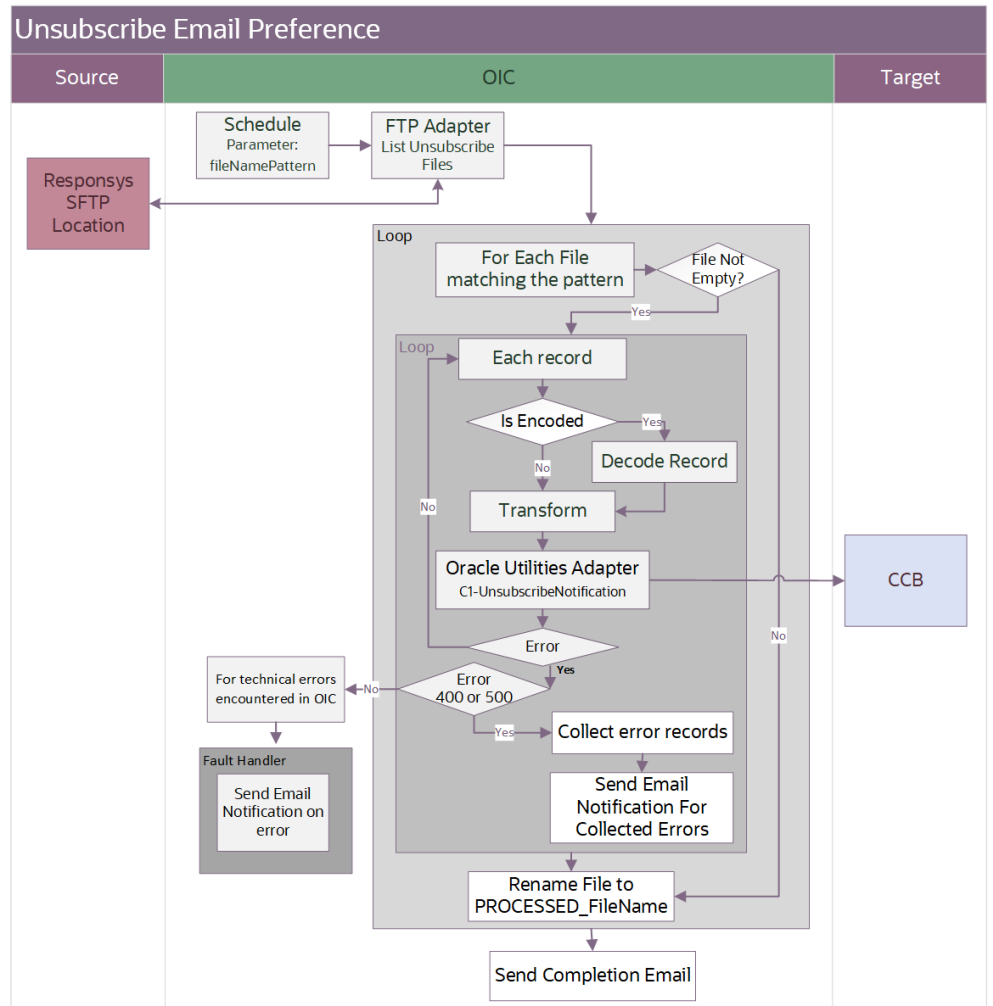 Unsubscribe Email Preference
Source
OIC
Target
Schedule
Parameter:
fileNamePattern
FTP Adapter
List Unsubscribe
Files
Responsys
SFTP
Location
Loop
For Each File
matching the pattern
File Not
Empty?
Yes
Loop
Each record
Is Encoded
Yes
Decode Record
No
Transform
No
Oracle Utilities Adapter
C1-UnsubscribeNotification
CCB
Error
No
Yes
For technical errors
encountered in OIC
No
Error
400 or 500
Yes
Collect error records
Fault Handler
Send Email
Notification on
error
Send Email
Notification For
Collected Errors
Rename File to
PROCESSED_FileName
Send Completion Email